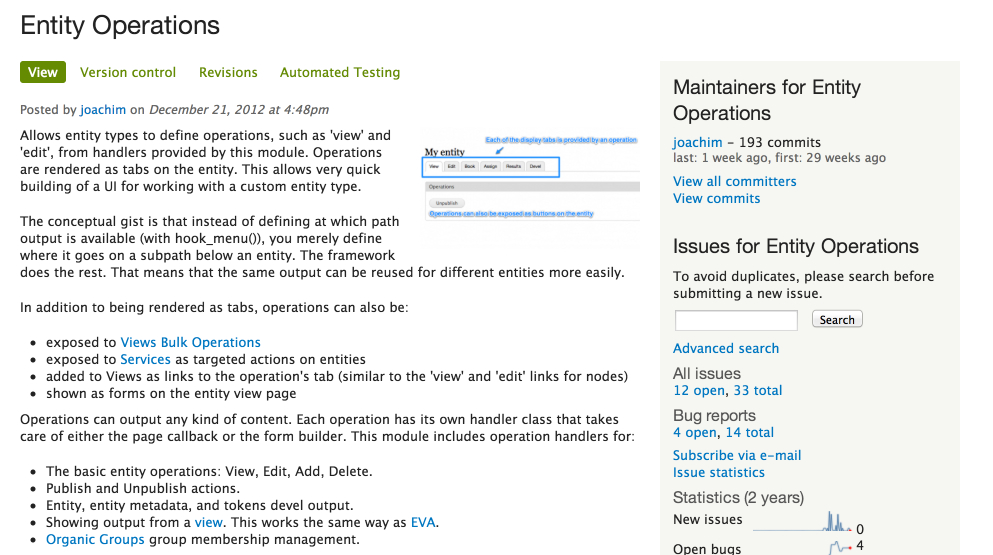 Entity Operations
View Version control Revisions Automated Testing
Posted by joachim on December 21, 2012 at 4:48pm
Allows entity types to define operations, such as 'view' and
'edit', from handlers provided by this module. Operations
are rendered as tabs on the entity. This allows very quick
building of a UI for working with a custom entity type.
Each of the display tabs is provided by an operation
My entity
View Edit Book Assign Results Devel
Operations
Unpublish
Operations can also be exposed as buttons on the entity
The conceptual gist is that instead of defining at which path
output is available (with hook_menu()), you merely define
where it goes on a subpath below an entity. The framework
does the rest. That means that the same output can be reused for different entities more easily.
In addition to being rendered as tabs, operations can also be:
• exposed to Views Bulk Operations
• exposed to Services as targeted actions on entities
• added to Views as links to the operation's tab (similar to the 'view' and 'edit' links for nodes)
• shown as forms on the entity view page
Operations can output any kind of content. Each operation has its own handler class that takes
care of either the page callback or the form builder. This module includes operation handlers for:
• The basic entity operations: View, Edit, Add, Delete.
• Publish and Unpublish actions.
• Entity, entity metadata, and tokens devel output.
• Showing output from a view. This works the same way as EVA.
• Organic Groups group membership management.
Maintainers for Entity
Operations
joachim – 193 commits
last: 1 week ago, first: 29 weeks ago
View all committers
View commits
Issues for Entity Operations
To avoid duplicates, please search before
submitting a new issue.
Search
Advanced search
All issues
12 open, 33 total
Bug reports
4 open, 14 total
Subscribe via e-mail
Issue statistics
Statistics (2 years)
New issues 0
Open bugs 4